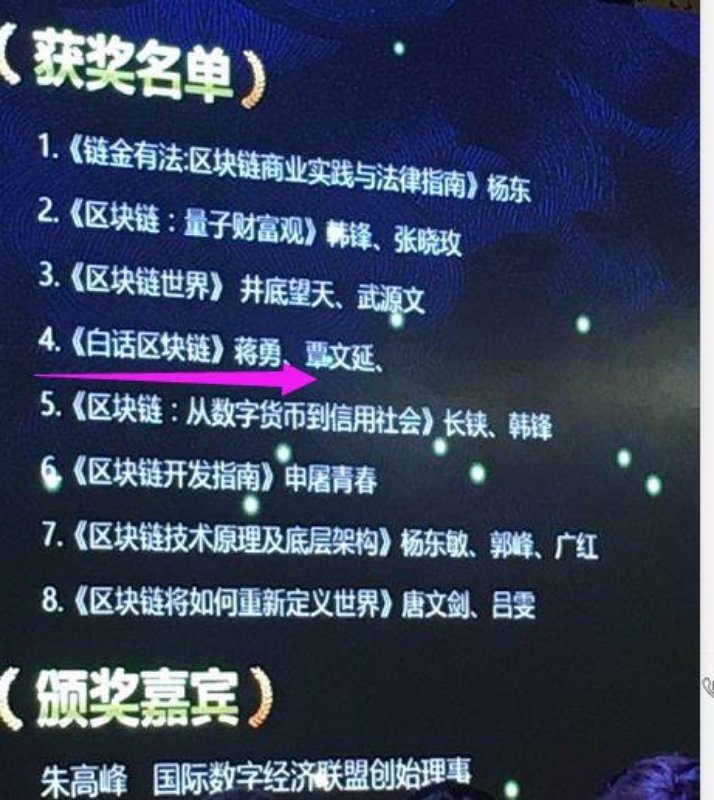 获奖名单
1.《链金有法:区块链商业实践与法律指南》杨东
2.《区块链：量子财富观》韩锋、张晓玫
3.《区块链世界》 井底望天、武源文
4.《白话区块链》蒋勇、覃文延、
5.《区块链：从数字货币到信用社会》长铗、韩锋
6.《区块链开发指南》申屠青春
7.《区块链技术原理及底层架构》杨东敏、郭峰、广红
8.《区块链将如何重新定义世界》唐文剑、吕雯
颁奖嘉宾
朱高峰 国际数字经济联盟创始理事